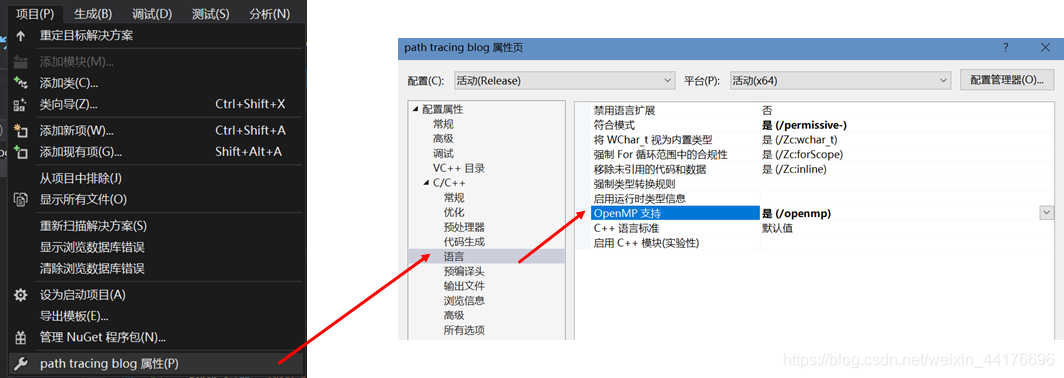 项目(P) 生成(B) 调试(D) 测试(S) 分析(N)
重定目标解决方案
添加模块(M)...
添加类(C)...
类向导(Z)... Ctrl+Shift+X
添加新项(W)... Ctrl+Shift+A
添加现有项(G)... Shift+Alt+A
从项目中排除(J)
显示所有文件(O)
重新扫描解决方案(S)
显示浏览数据库错误
清除浏览数据库错误
设为启动项目(A)
导出模板(E)...
管理 NuGet 程序包(N)...
path tracing blog 属性(P)
path tracing blog 属性页 ?
配置(C): 活动(Release) 平台(P): 活动(x64) 配置管理器(O)...
配置属性
常规
高级
调试
VC++ 目录
C/C++
常规
优化
预处理器
代码生成
语言
预编译头
输出文件
浏览信息
高级
所有选项
禁用语言扩展 否
符合模式 是 (/permissive-)
将 WChar_t 视为内置类型 是 (/Zc:wchar_t)
强制 For 循环范围中的合规性 是 (/Zc:forScope)
移除未引用的代码和数据 是 (/Zc:inline)
强制类型转换规则
启用运行时类型信息
OpenMP 支持 是 (/openmp)
C++ 语言标准 默认值
启用 C++ 模块(实验性)
https://blog.csdn.net/weixin_44176696